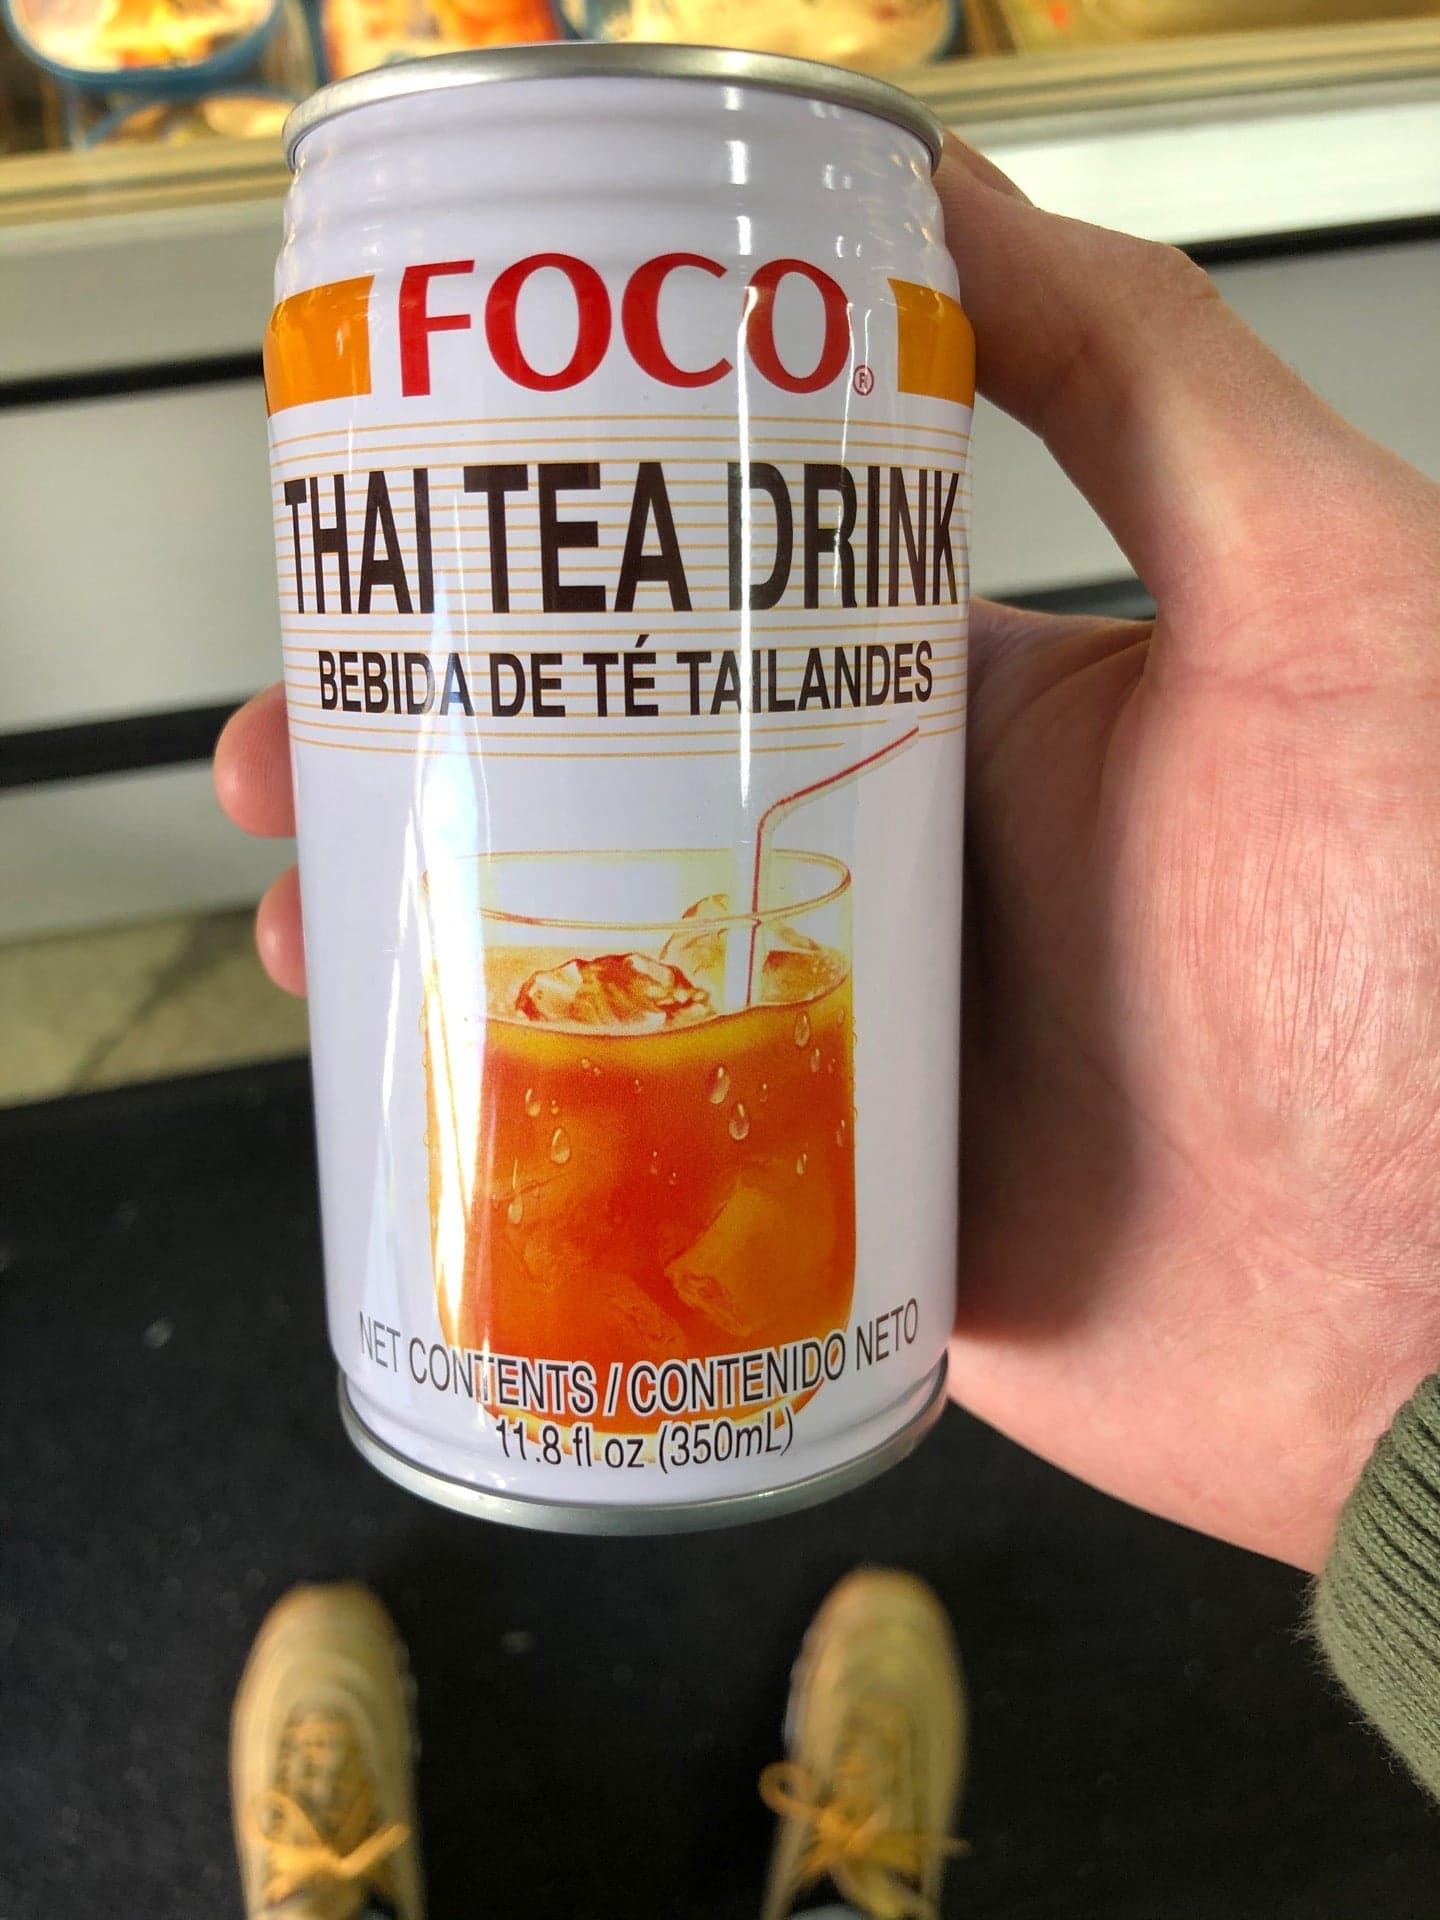 FOCO®
THAI TEA DRINK
BEBIDA DE TÉ TAILANDES
NET CONTENTS / CONTENIDO NETO
11.8 fl oz (350mL)